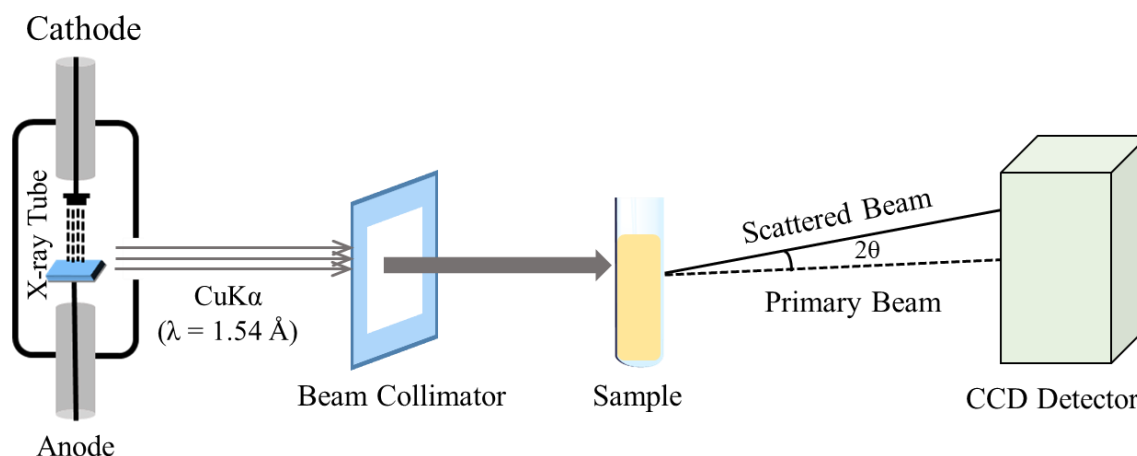 Cathode
X-ray Tube
CuKα
(λ = 1.54 Å)
Anode
Beam Collimator
Sample
Scattered Beam
2θ
Primary Beam
CCD Detector